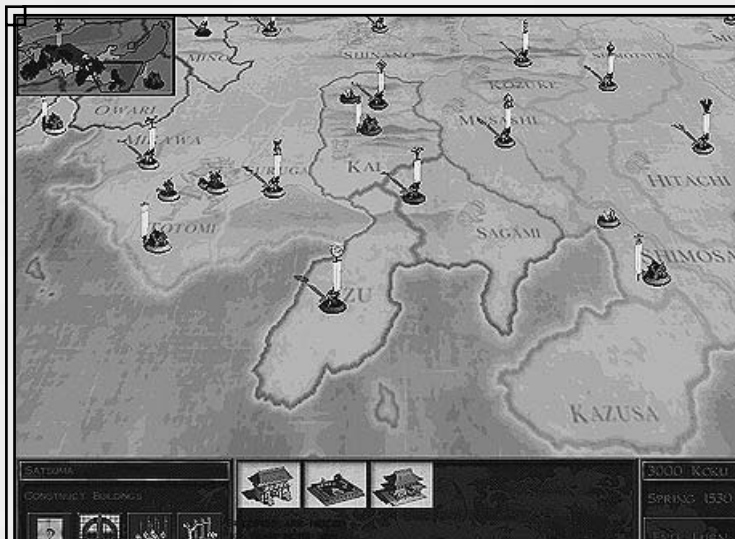 MINO
SHINANO
OWARI
KOZUKE
SHIMOTSUKE
MIKAWA
MUSASHI
SURUGA
KAI
HITACHI
TOTOMI
SAGAMI
SHIMOSA
IZU
KAZUSA
SATSUMA
3000 KOKU
CONSTRUCT BUILDINGS
SPRING 1530